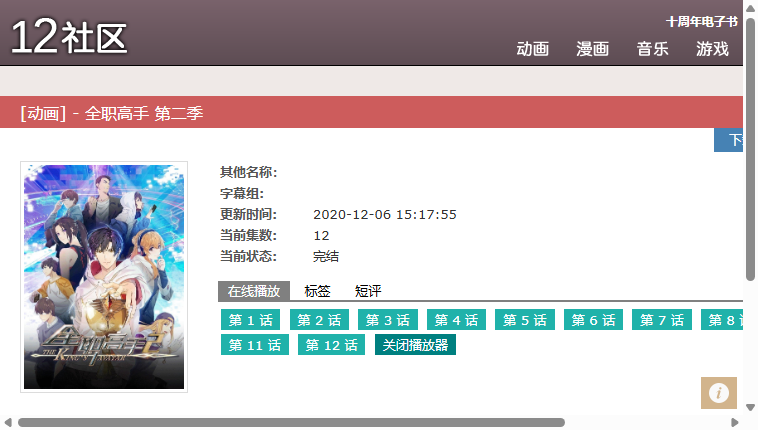 12社区
十周年电子书
动画 漫画 音乐 游戏
[动画] - 全职高手 第二季
下
其他名称:
字幕组:
更新时间: 2020-12-06 15:17:55
当前集数: 12
当前状态: 完结
在线播放 标签 短评
第 1 话 第 2 话 第 3 话 第 4 话 第 5 话 第 6 话 第 7 话 第 8
第 11 话 第 12 话 关闭播放器
全职高手2
THE KING'S AVATAR
i